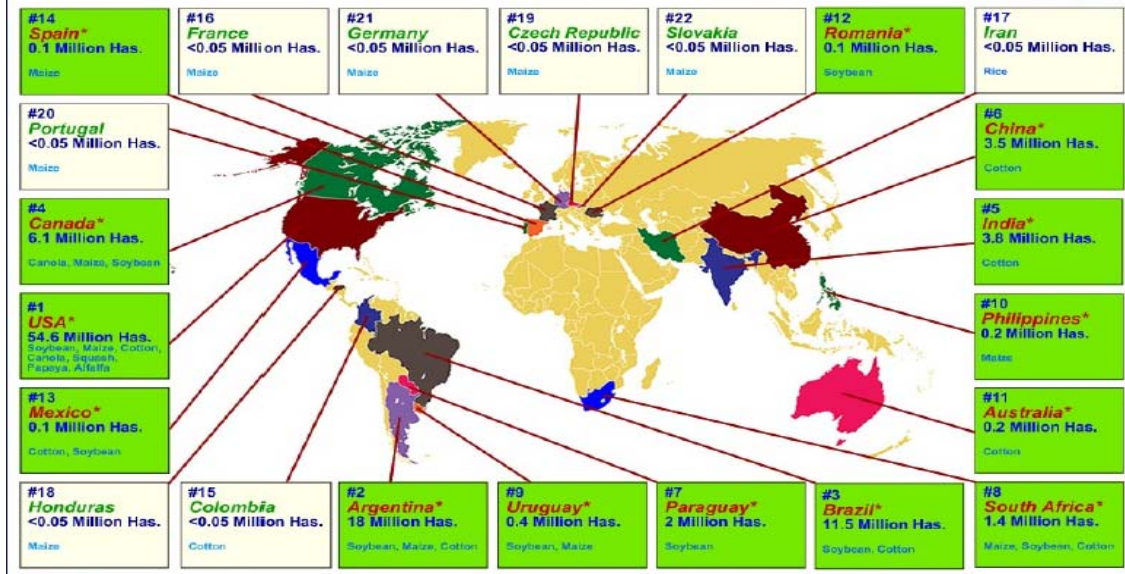 #14
Spain*
0.1 Million Has.
Maize
#16
France
<0.05 Million Has.
Maize
#21
Germany
<0.05 Million Has.
Maize
#19
Czech Republic
<0.05 Million Has.
Maize
#22
Slovakia
<0.05 Million Has.
Maize
#12
Romania*
0.1 Million Has.
Soybean
#17
Iran
<0.05 Million Has.
Rice
#20
Portugal
<0.05 Million Has.
Maize
#6
China*
3.5 Million Has.
Cotton
#4
Canada*
6.1 Million Has.
Canola, Maize, Soybean
#5
India*
3.8 Million Has.
Cotton
#1
USA*
54.6 Million Has.
Soybean, Maize, Cotton,
Canola, Squash,
Papaya, Alfalfa
#10
Philippines*
0.2 Million Has.
Maize
#13
Mexico*
0.1 Million Has.
Cotton, Soybean
#11
Australia*
0.2 Million Has.
Cotton
#18
Honduras
<0.05 Million Has.
Maize
#15
Colombia
<0.05 Million Has.
Cotton
#2
Argentina*
18 Million Has.
Soybean, Maize, Cotton
#9
Uruguay*
0.4 Million Has.
Soybean, Maize
#7
Paraguay*
2 Million Has.
Soybean
#3
Brazil*
11.5 Million Has.
Soybean, Cotton
#8
South Africa*
1.4 Million Has.
Maize, Soybean, Cotton